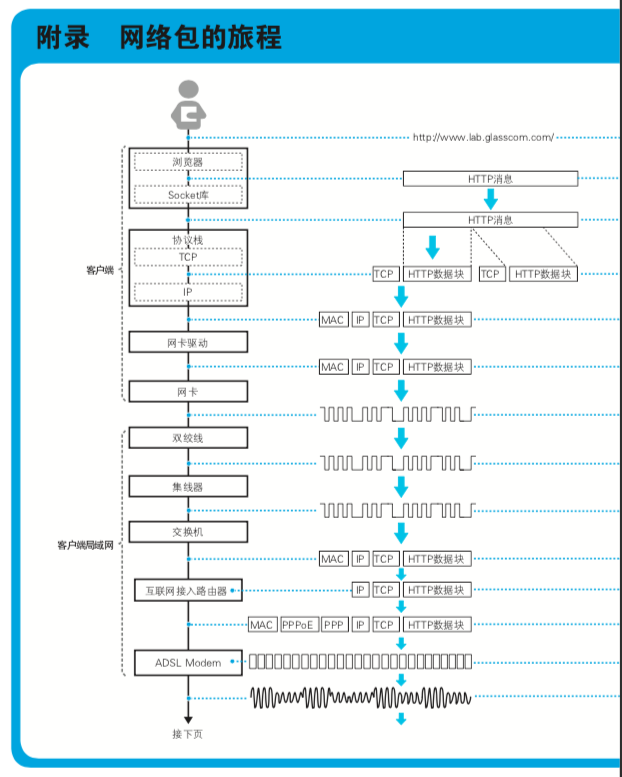 附录 网络包的旅程
http://www.lab.glasscom.com/
浏览器
HTTP消息
Socket库
HTTP消息
协议栈
TCP
客户端
TCP HTTP数据块 TCP HTTP数据块
IP
MAC IP TCP HTTP数据块
网卡驱动
MAC IP TCP HTTP数据块
网卡
双绞线
集线器
交换机
客户端局域网
MAC IP TCP HTTP数据块
互联网接入路由器
IP TCP HTTP数据块
MAC PPPoE PPP IP TCP HTTP数据块
ADSL Modem
接下页